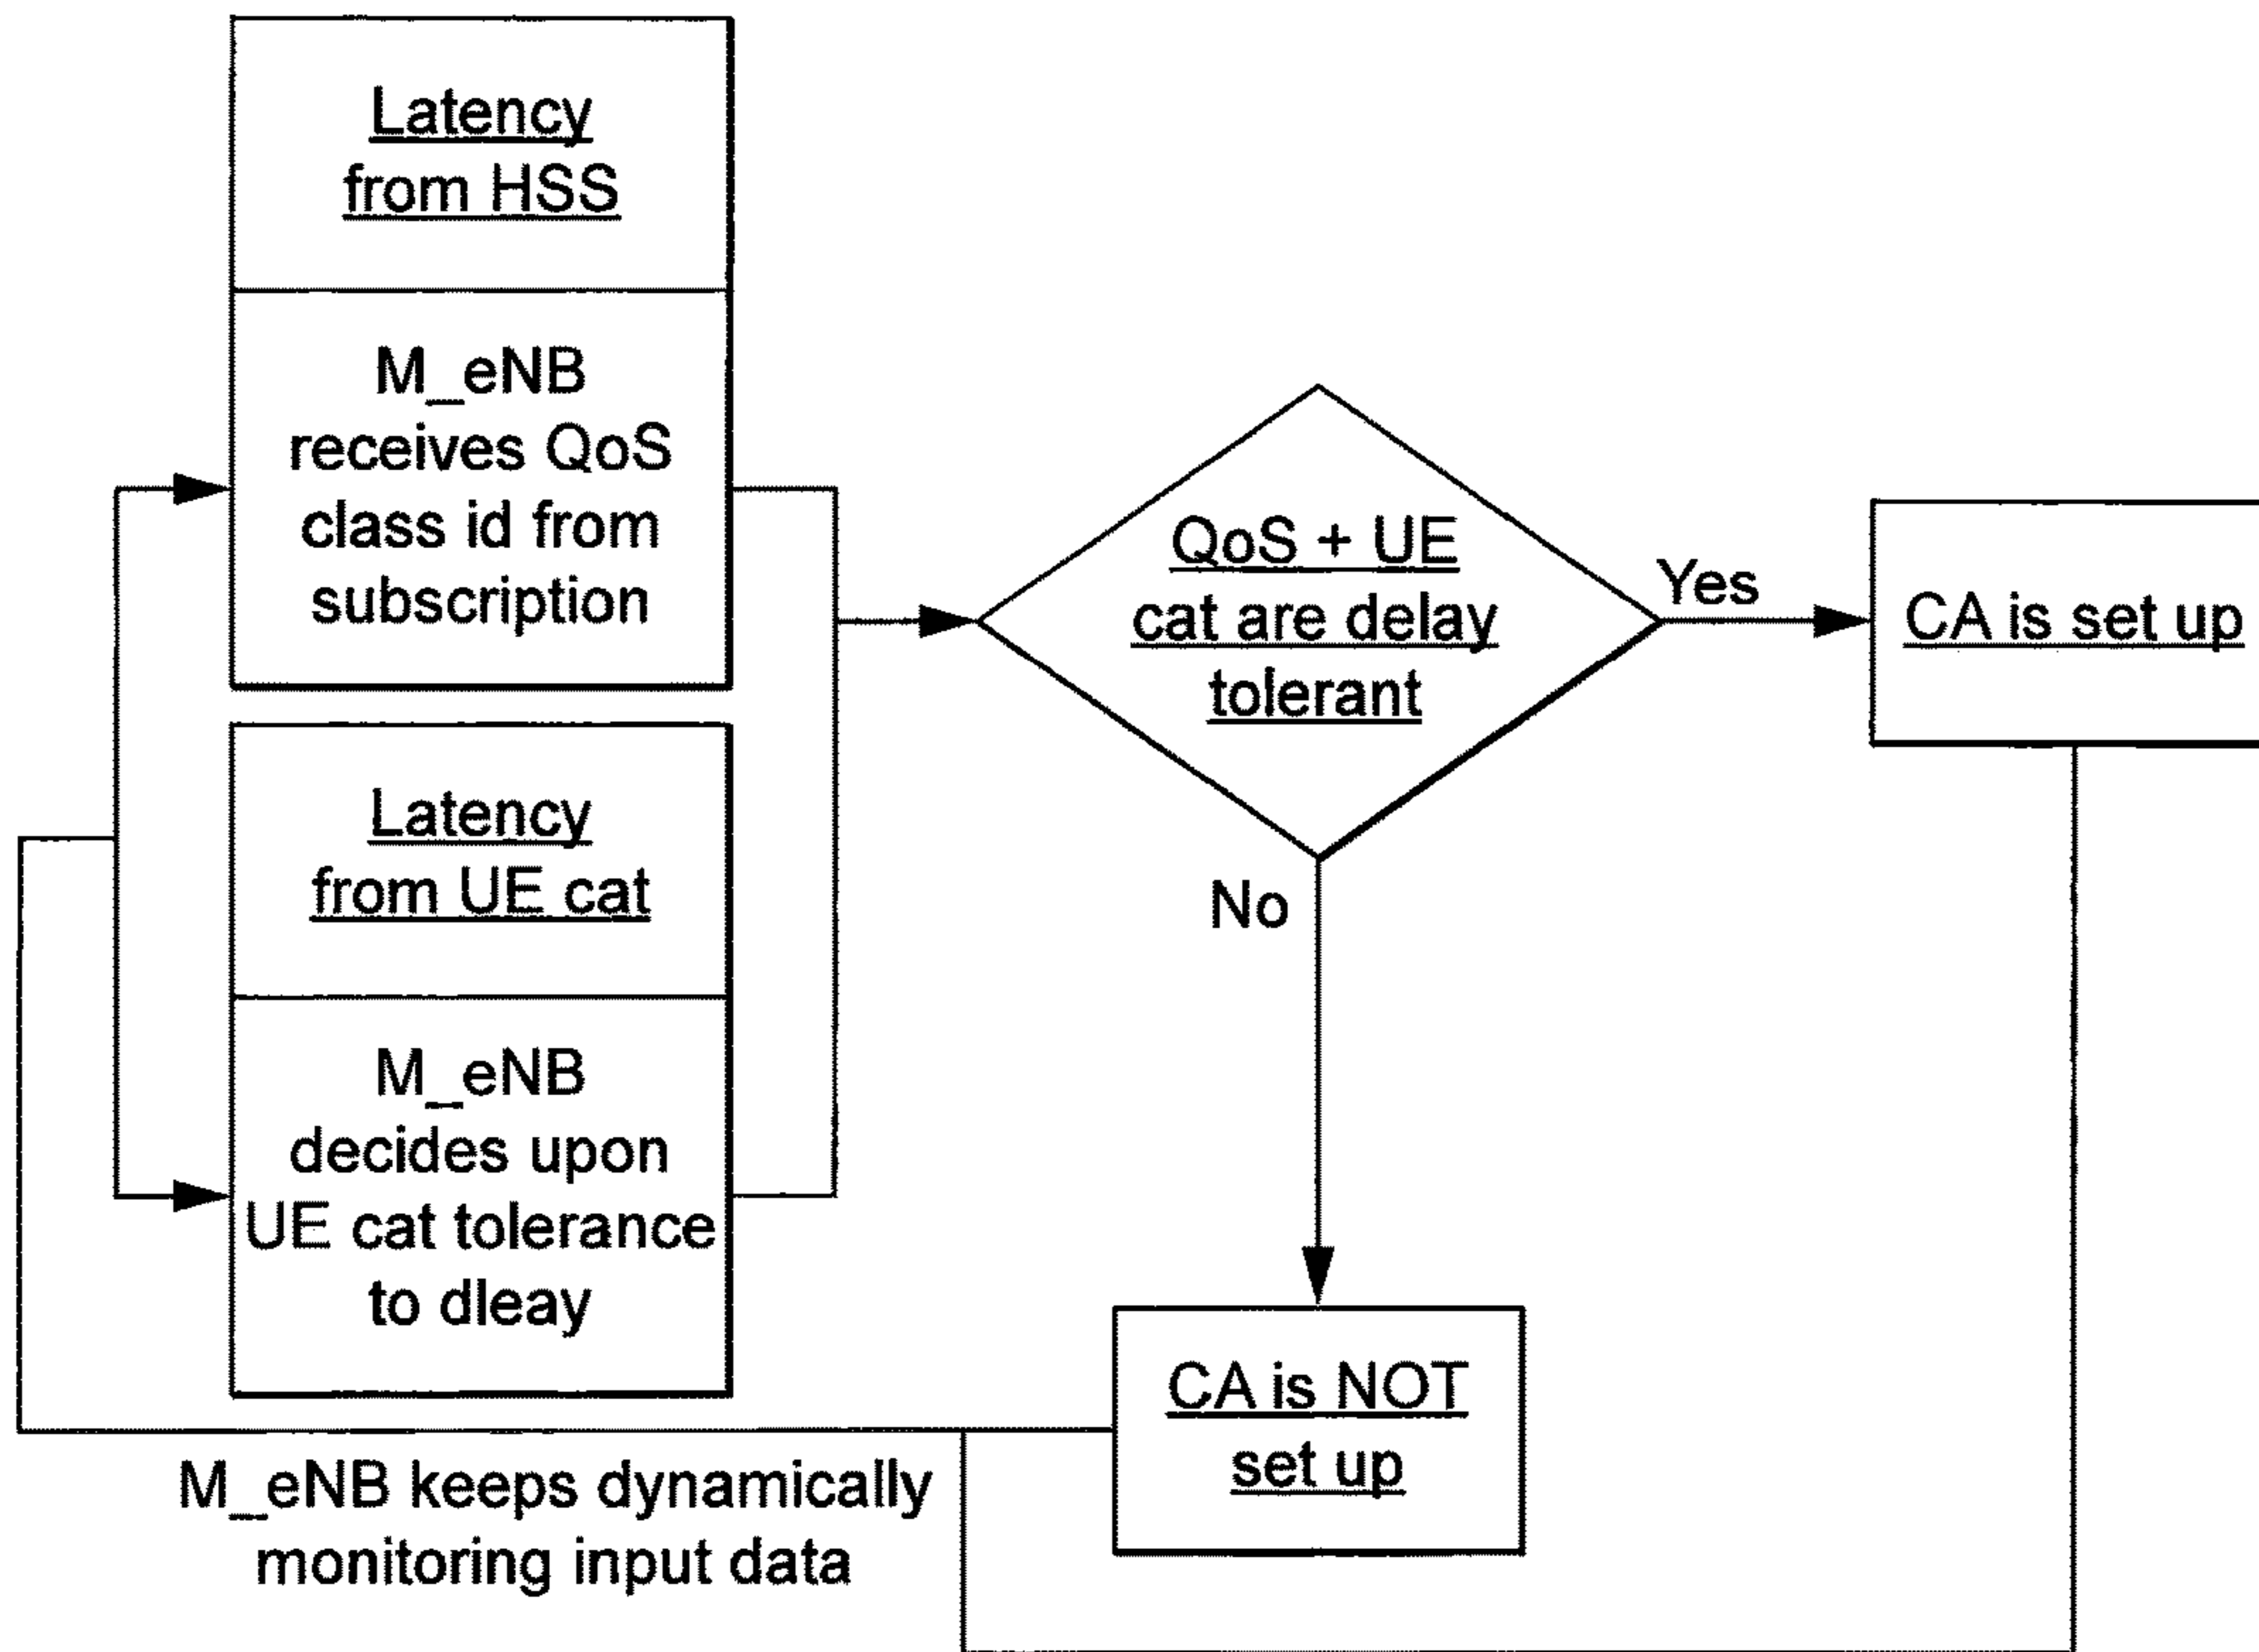 Latency
from HSS
M_eNB
receives QoS
class id from
subscription
Latency
from UE cat
M_eNB
decides upon
UE cat tolerance
to dleay
QoS + UE
cat are delay
tolerant
Yes
CA is set up
No
CA is NOT
set up
M_eNB keeps dynamically
monitoring input data